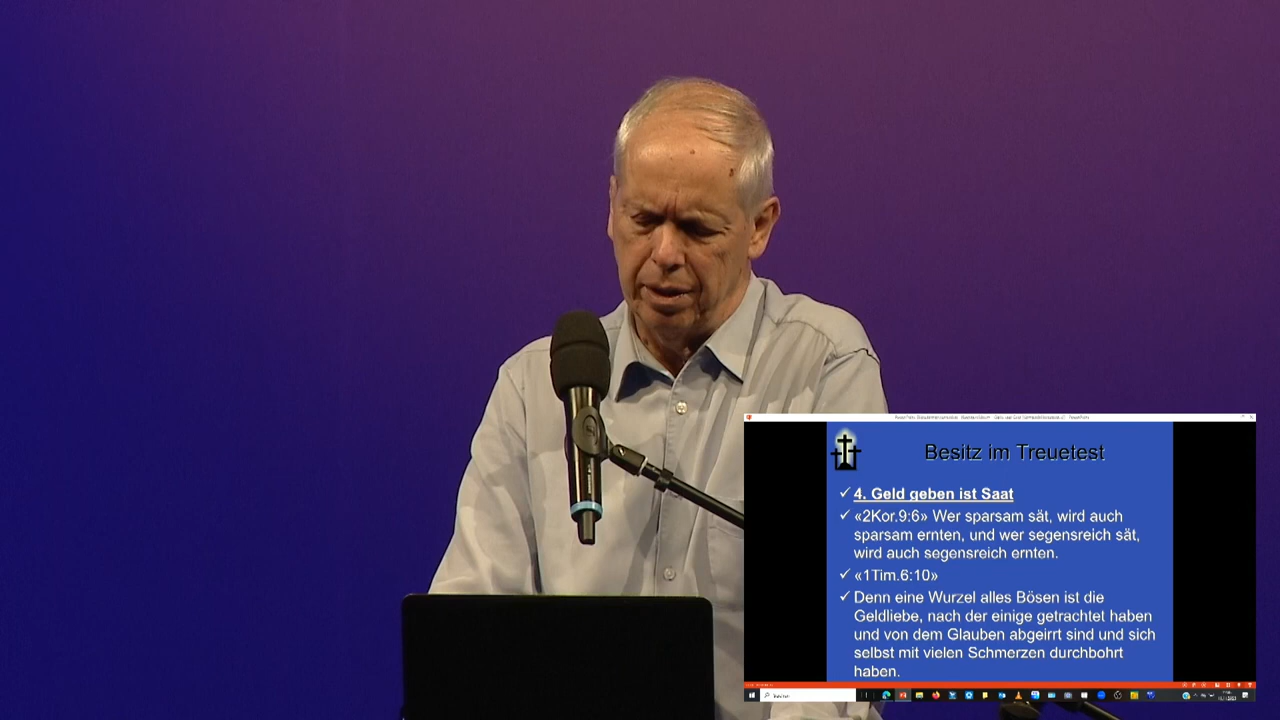 Besitz im Treuetest
✓ 4. Geld geben ist Saat
✓ «2Kor.9:6» Wer sparsam sät, wird auch
sparsam ernten, und wer segensreich sät,
wird auch segensreich ernten.
✓ «1Tim.6:10»
✓ Denn eine Wurzel alles Bösen ist die
Geldliebe, nach der einige getrachtet haben
und von dem Glauben abgeirrt sind und sich
selbst mit vielen Schmerzen durchbohrt
haben.